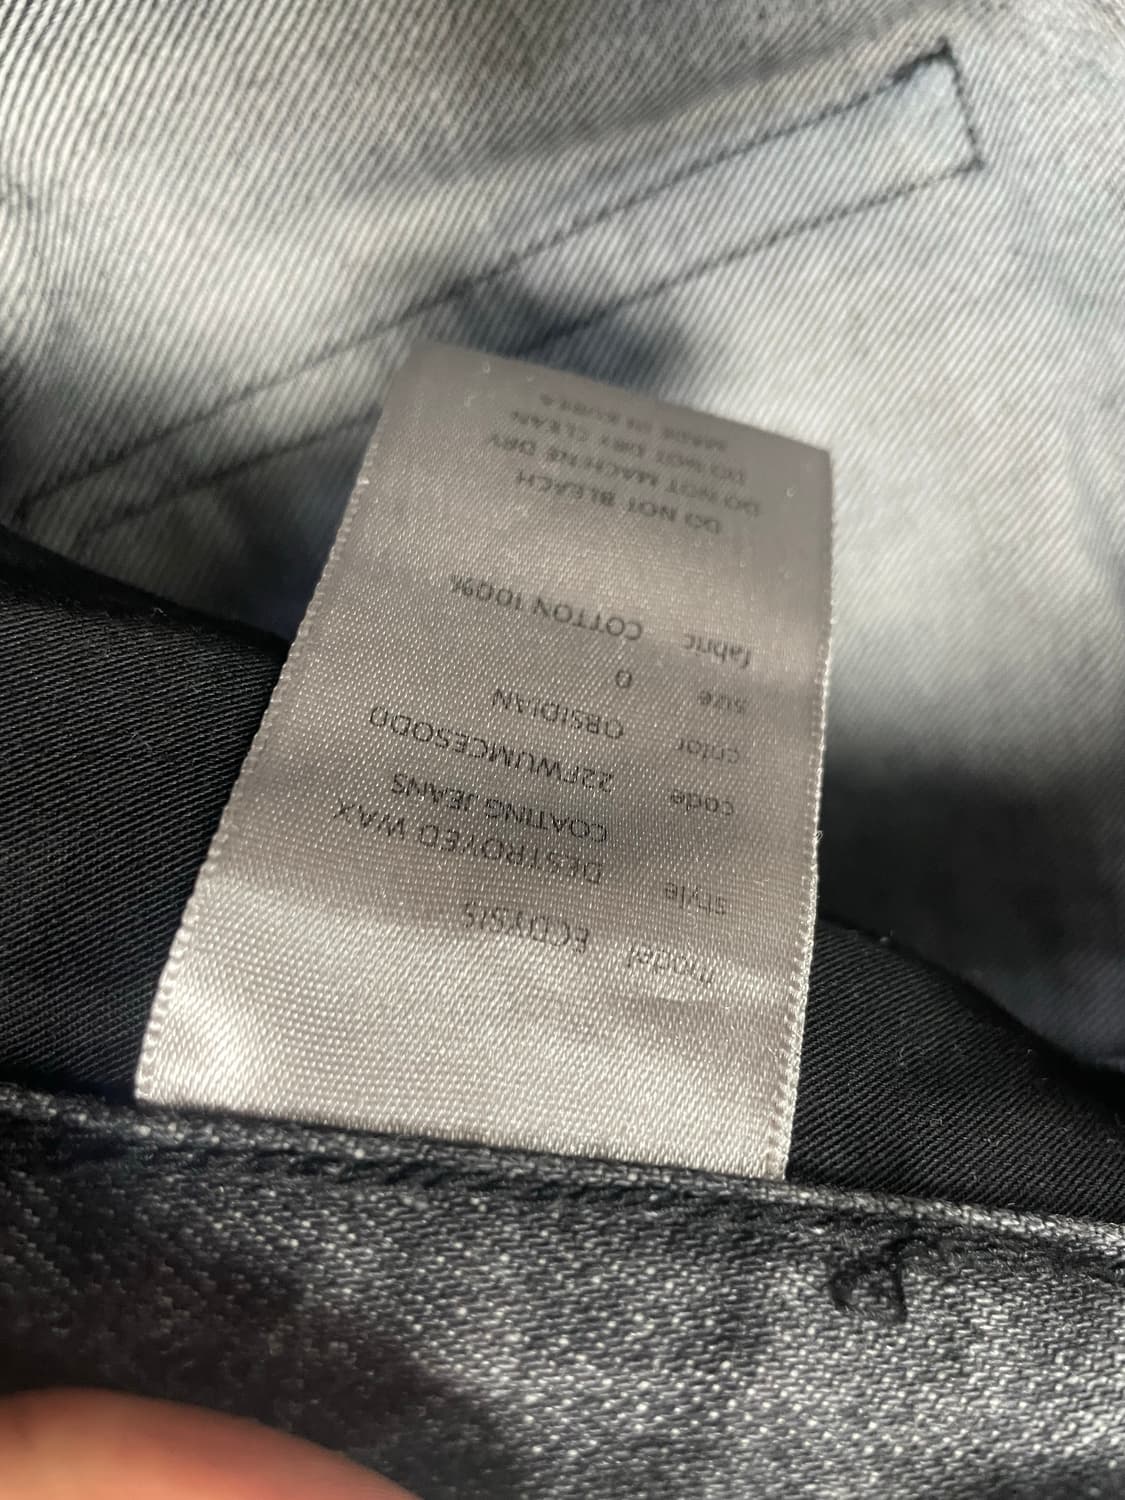 model ECDYSIS
style DESTROYED WAX
COATING JEANS
code 22FWUMCESODD
color OBSIDIAN
size 0
fabric COTTON 100%
DO NOT BLEACH
DO NOT MACHINE DRY
DO NOT DRY CLEAN
MADE IN KOREA